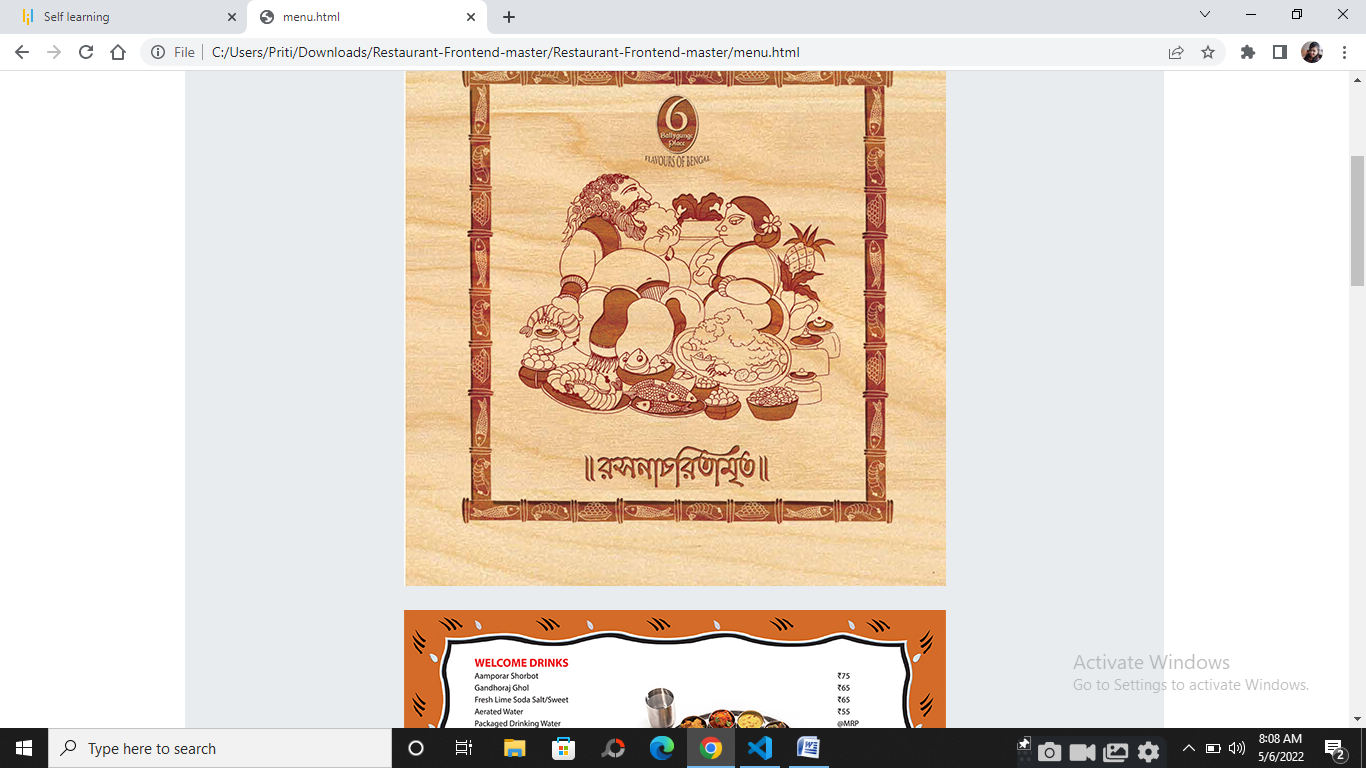 Self learning
menu.html
File
C:/Users/Priti/Downloads/Restaurant-Frontend-master/Restaurant-Frontend-master/menu.html
6
Ballygunge
Place
FLAVOURS OF BENGAL
॥রসনাচরিতামৃত॥
WELCOME DRINKS
Aamporar Shorbot ₹75
Gandhoraj Ghol ₹65
Fresh Lime Soda Salt/Sweet ₹65
Aerated Water ₹55
Packaged Drinking Water @MRP
Activate Windows
Go to Settings to activate Windows.
Type here to search
8:08 AM
5/6/2022
2